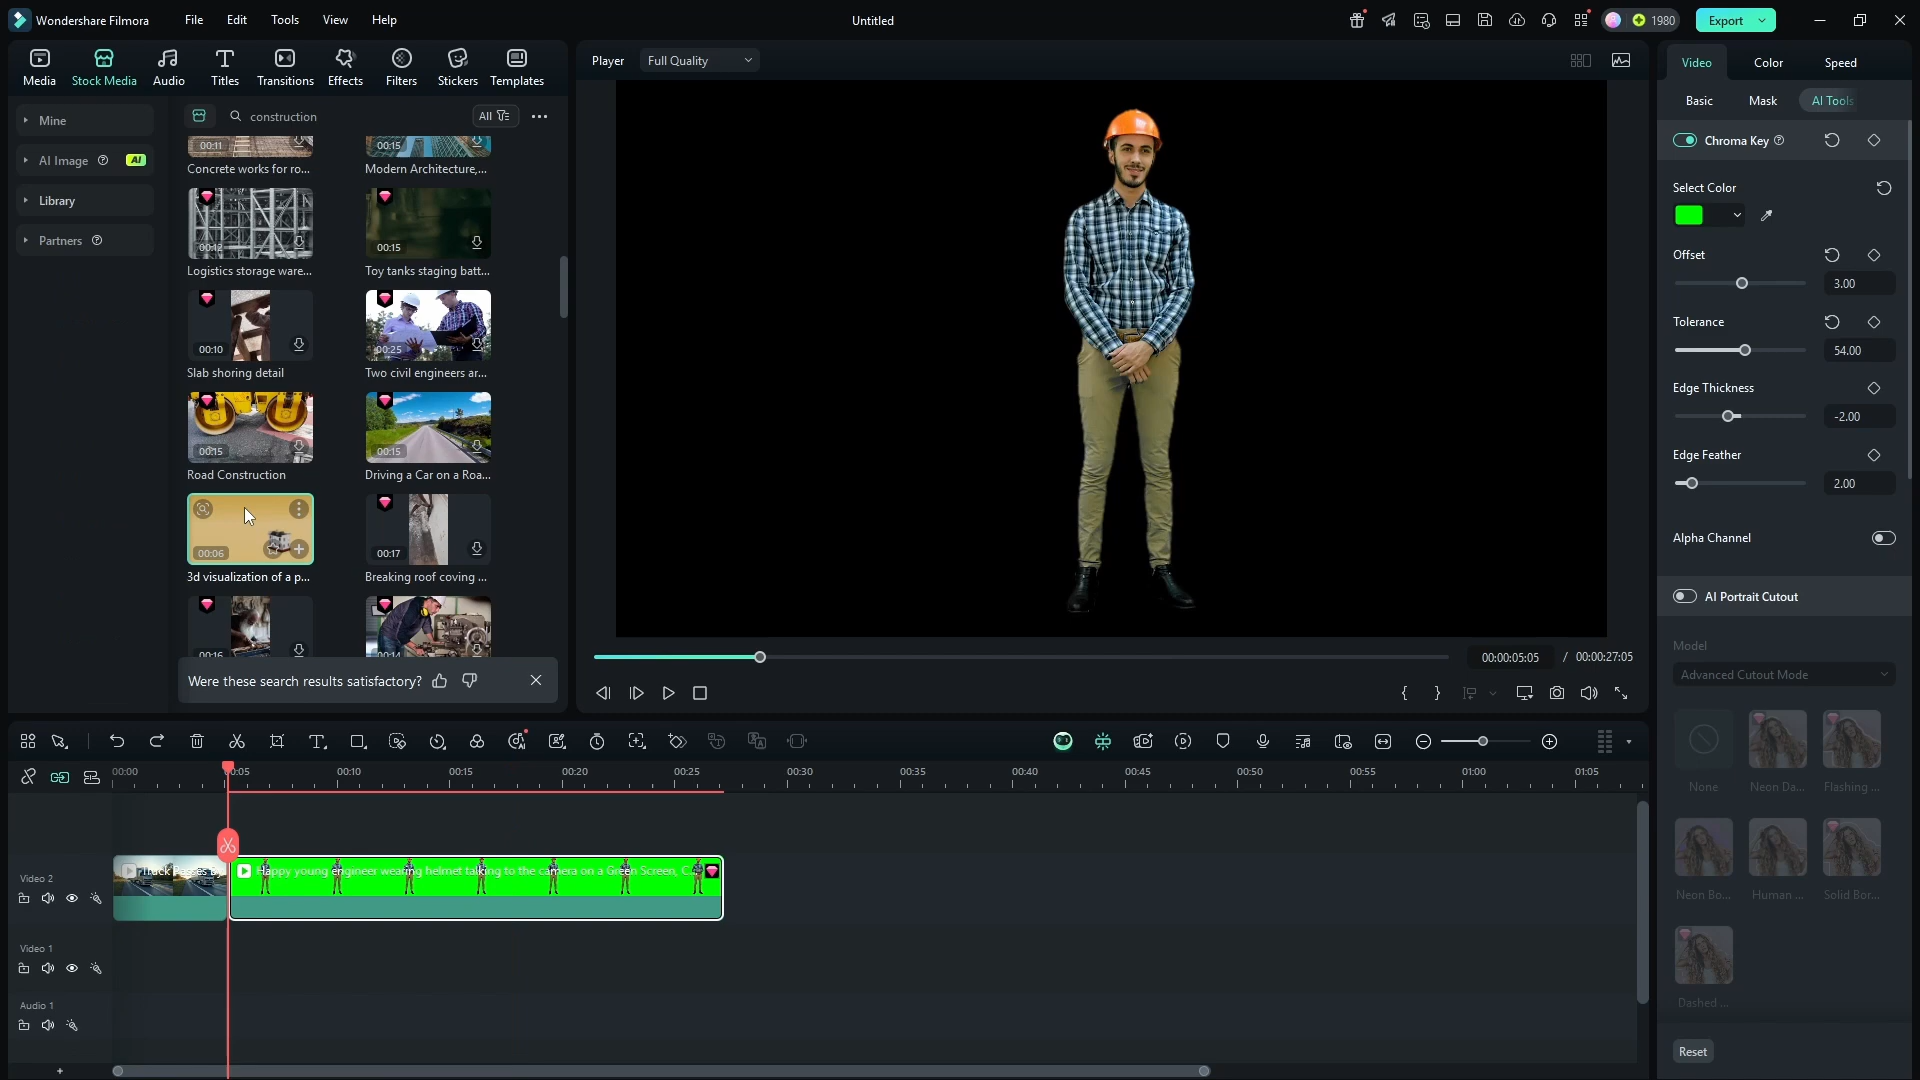 Wondershare Filmora File Edit Tools View Help Untitled 1980 Export
Media Stock Media Audio Titles Transitions Effects Filters Stickers Templates
Player Full Quality
Video Color Speed
Basic Mask AI Tools
Mine
AI Image AI
Library
Partners
construction All
00:11 00:15
Concrete works for ro... Modern Architecture,...
00:12 00:15
Logistics storage ware... Toy tanks staging batt...
00:10 00:25
Slab shoring detail Two civil engineers ar...
00:15 00:15
Road Construction Driving a Car on a Roa...
00:06 00:17
3d visualization of a p... Breaking roof coving ...
00:16 00:14
Were these search results satisfactory?
00:00:05:05 / 00:00:27:05
Chroma Key
Select Color
Offset
3.00
Tolerance
54.00
Edge Thickness
-2.00
Edge Feather
2.00
Alpha Channel
AI Portrait Cutout
Model
Advanced Cutout Mode
None Neon Da... Flashing ...
Neon Bo... Human ... Solid Bor...
Dashed ...
Reset
00:00 00:05 00:10 00:15 00:20 00:25 00:30 00:35 00:40 00:45 00:50 00:55 01:00 01:05
Video 2
Truck Passes B
Happy young engineer wearing helmet talking to the camera on a Green Screen, C...
Video 1
Audio 1